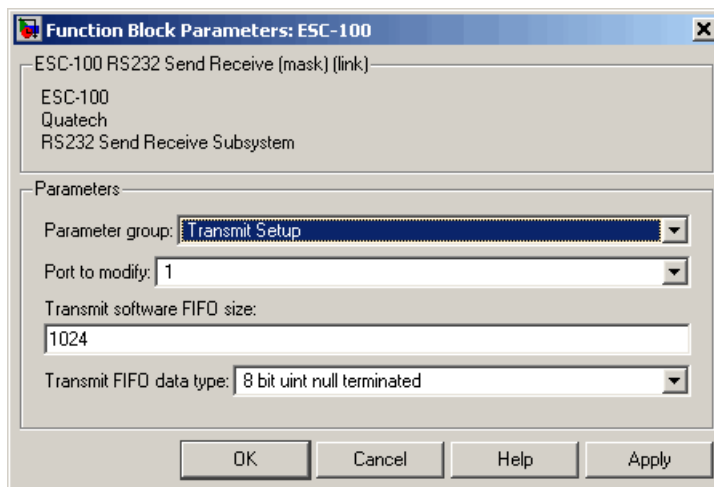 Function Block Parameters: ESC-100
ESC-100 RS232 Send Receive (mask) (link)
ESC-100
Quatech
RS232 Send Receive Subsystem
Parameters
Parameter group: Transmit Setup
Port to modify: 1
Transmit software FIFO size:
1024
Transmit FIFO data type: 8 bit uint null terminated
OK Cancel Help Apply